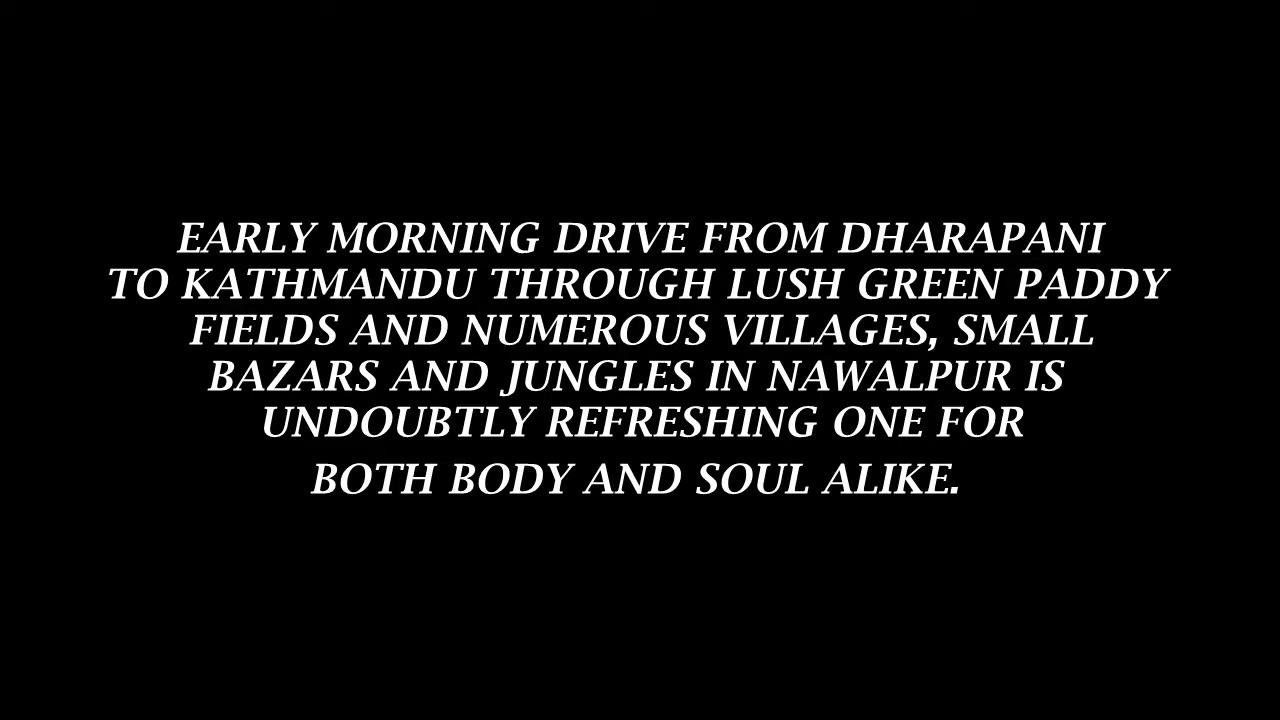 EARLY MORNING DRIVE FROM DHARAPANI
TO KATHMANDU THROUGH LUSH GREEN PADDY
FIELDS AND NUMEROUS VILLAGES, SMALL
BAZARS AND JUNGLES IN NAWALPUR IS
UNDOUBTLY REFRESHING ONE FOR
BOTH BODY AND SOUL ALIKE.